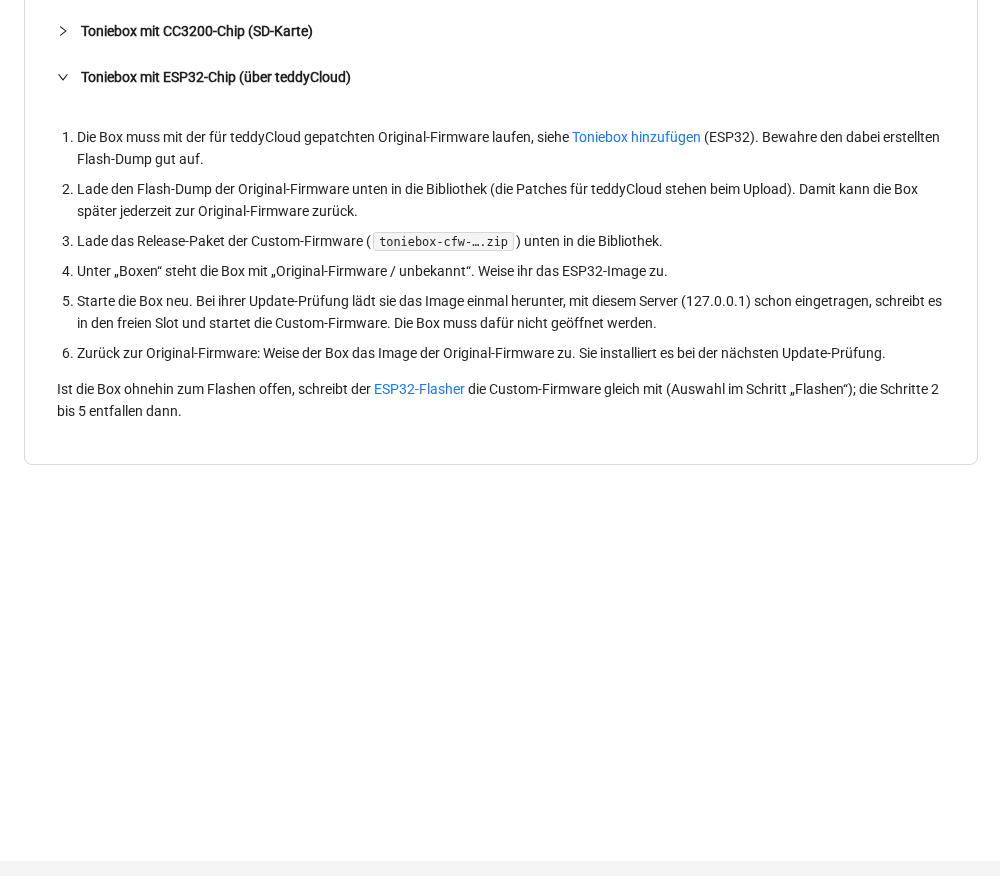 Toniebox mit CC3200-Chip (SD-Karte)
Toniebox mit ESP32-Chip (über teddyCloud)
1. Die Box muss mit der für teddyCloud gepatchten Original-Firmware laufen, siehe Toniebox hinzufügen (ESP32). Bewahre den dabei erstellten
Flash-Dump gut auf.
2. Lade den Flash-Dump der Original-Firmware unten in die Bibliothek (die Patches für teddyCloud stehen beim Upload). Damit kann die Box
später jederzeit zur Original-Firmware zurück.
3. Lade das Release-Paket der Custom-Firmware (toniebox-cfw-….zip) unten in die Bibliothek.
4. Unter „Boxen“ steht die Box mit „Original-Firmware / unbekannt“. Weise ihr das ESP32-Image zu.
5. Starte die Box neu. Bei ihrer Update-Prüfung lädt sie das Image einmal herunter, mit diesem Server (127.0.0.1) schon eingetragen, schreibt es
in den freien Slot und startet die Custom-Firmware. Die Box muss dafür nicht geöffnet werden.
6. Zurück zur Original-Firmware: Weise der Box das Image der Original-Firmware zu. Sie installiert es bei der nächsten Update-Prüfung.
Ist die Box ohnehin zum Flashen offen, schreibt der ESP32-Flasher die Custom-Firmware gleich mit (Auswahl im Schritt „Flashen“); die Schritte 2
bis 5 entfallen dann.